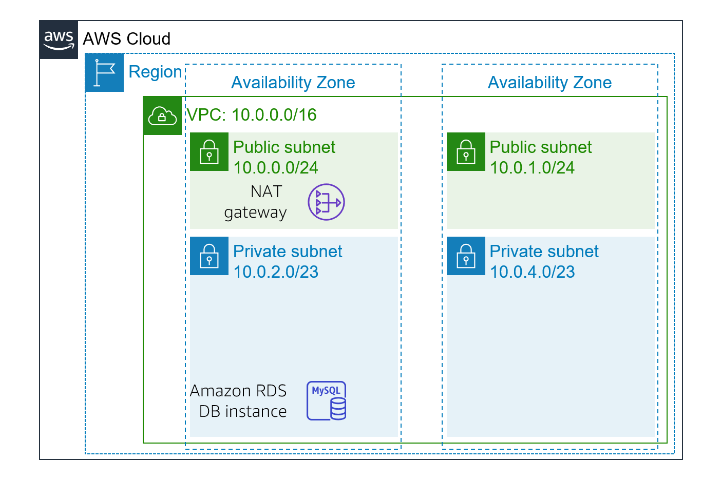 aws
AWS Cloud
Region
Availability Zone
Availability Zone
VPC: 10.0.0.0/16
Public subnet
10.0.0.0/24
Public subnet
10.0.1.0/24
NAT
gateway
Private subnet
10.0.2.0/23
Private subnet
10.0.4.0/23
Amazon RDS
DB instance
MySQL